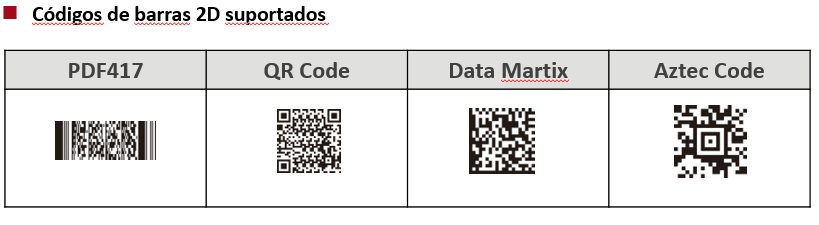 Códigos de barras 2D suportados
PDF417 QR Code Data Martix Aztec Code